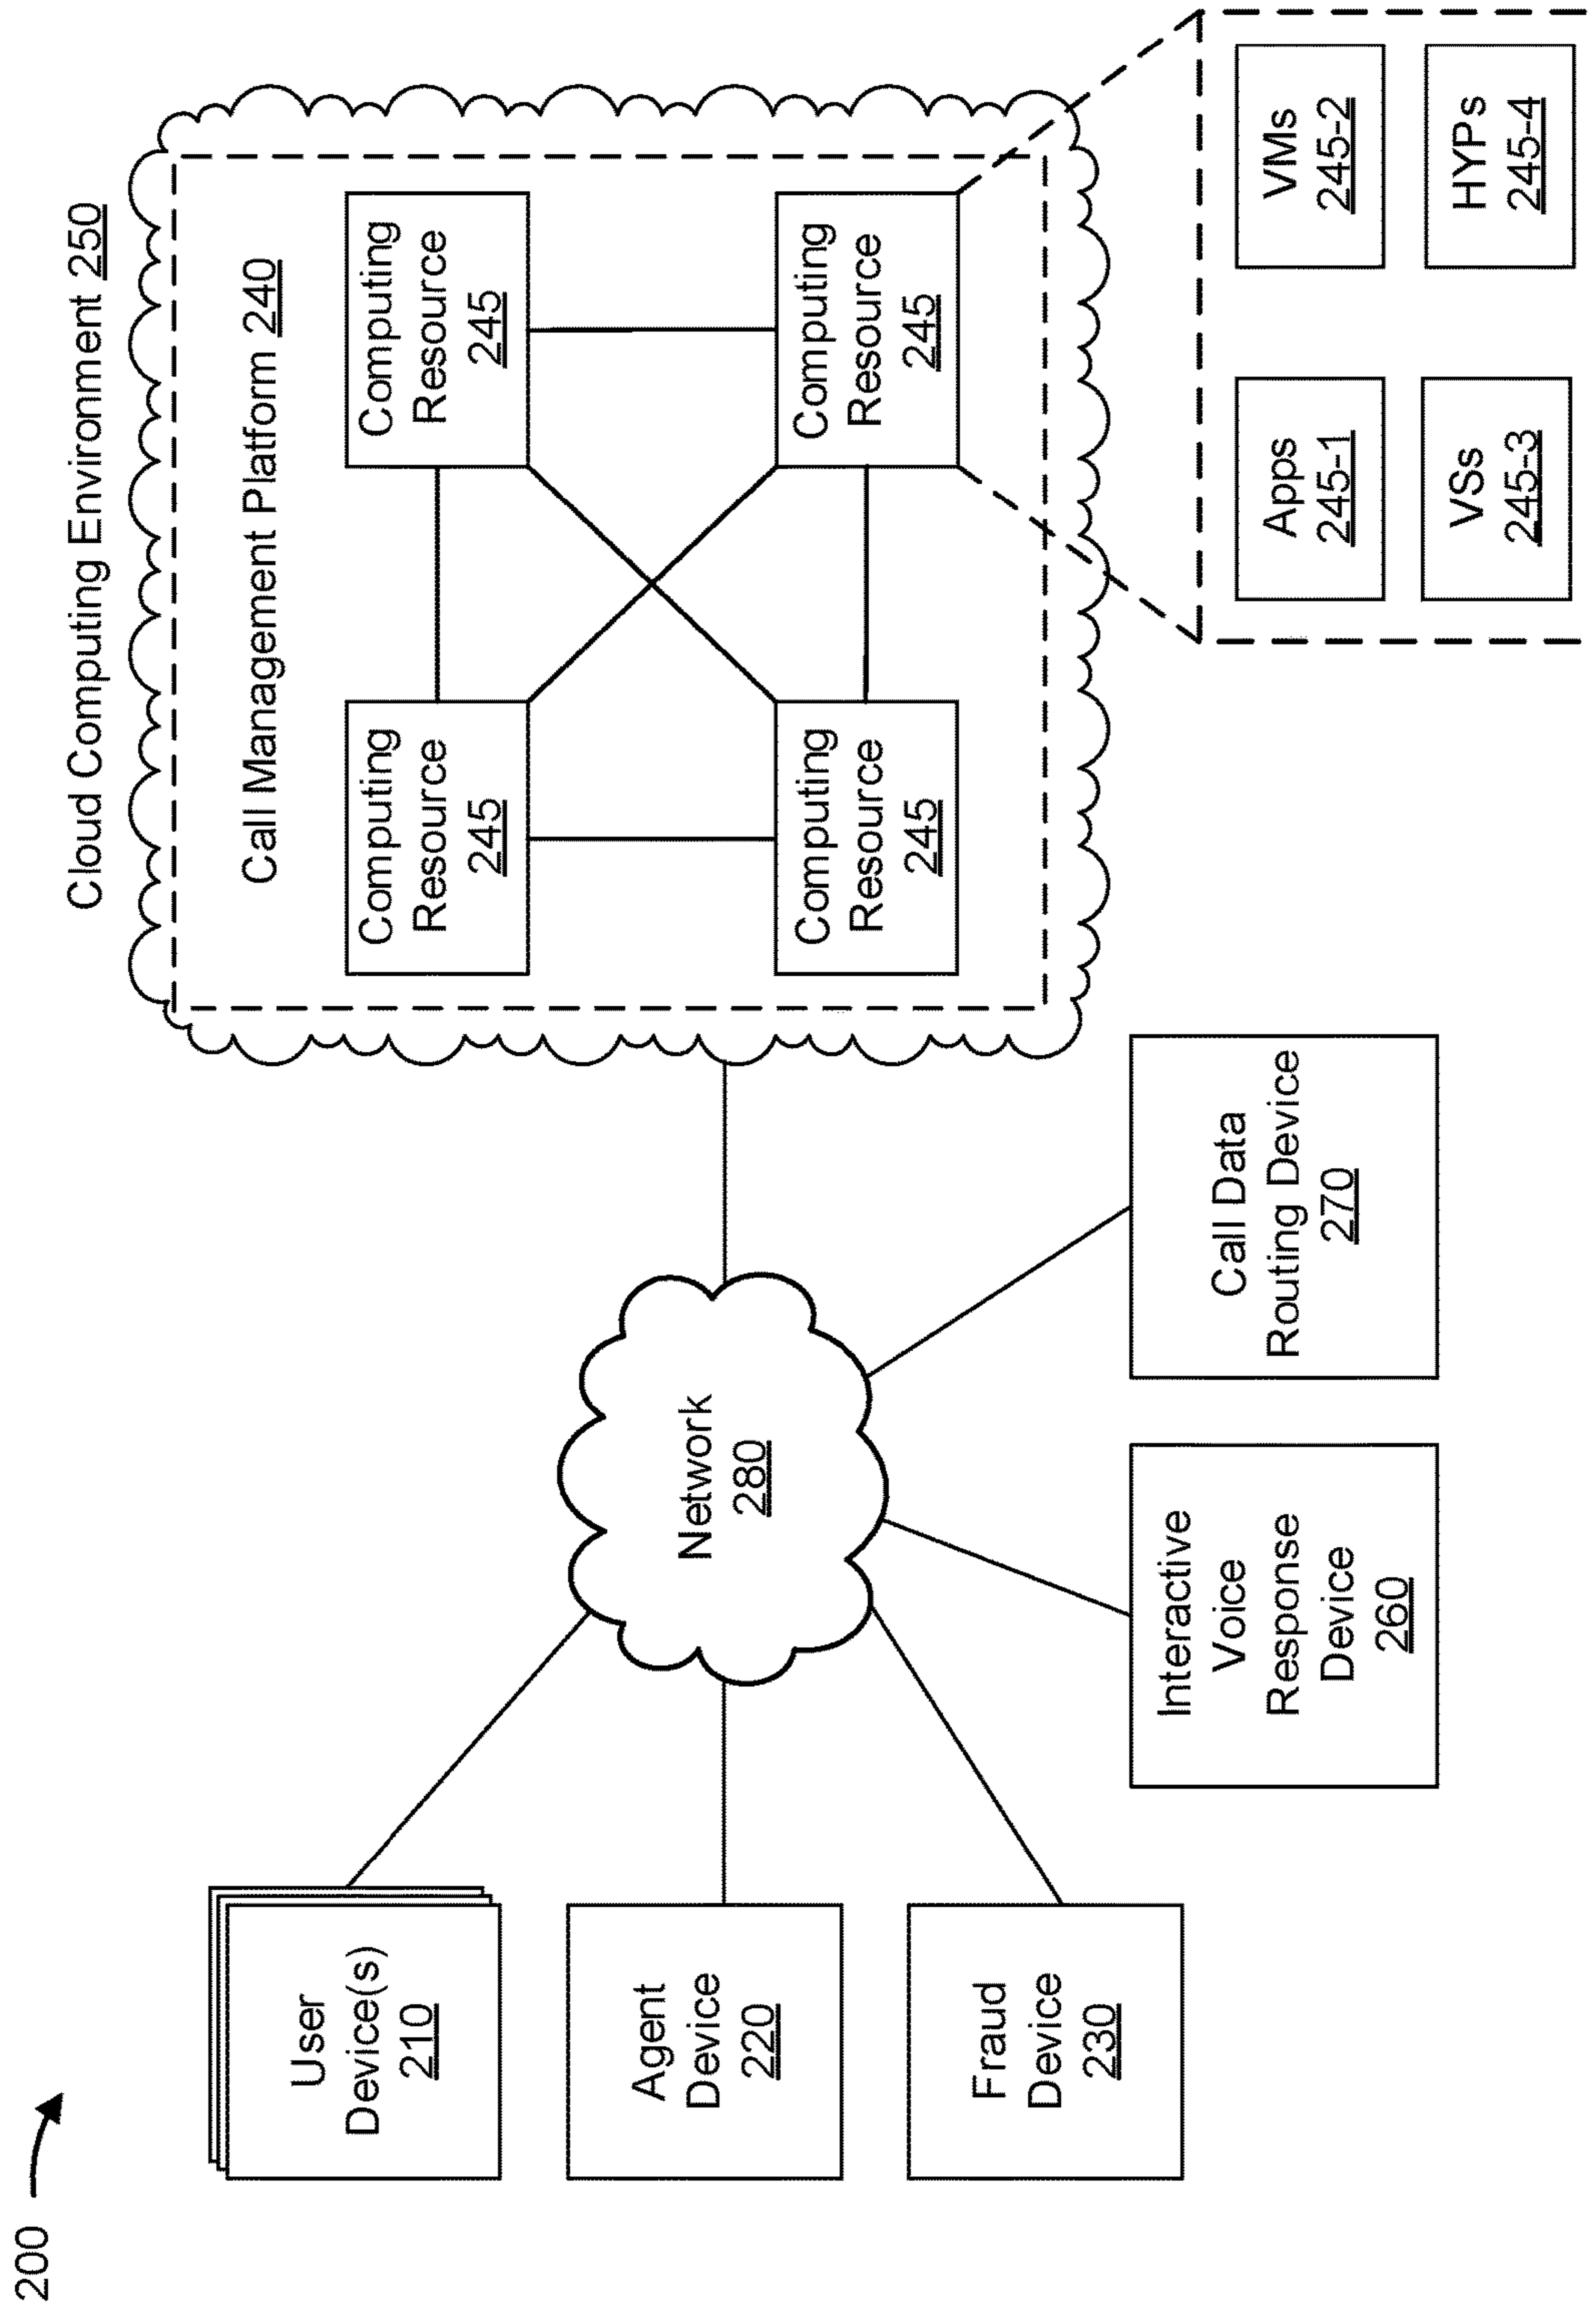 200
Cloud Computing Environment 250
Call Management Platform 240
Computing
Resource
245
Computing
Resource
245
Computing
Resource
245
Computing
Resource
245
User
Device(s)
210
Agent
Device
220
Fraud
Device
230
Network
280
Interactive
Voice
Response
Device
260
Call Data
Routing Device
270
Apps
245-1
VMs
245-2
VSs
245-3
HYPs
245-4